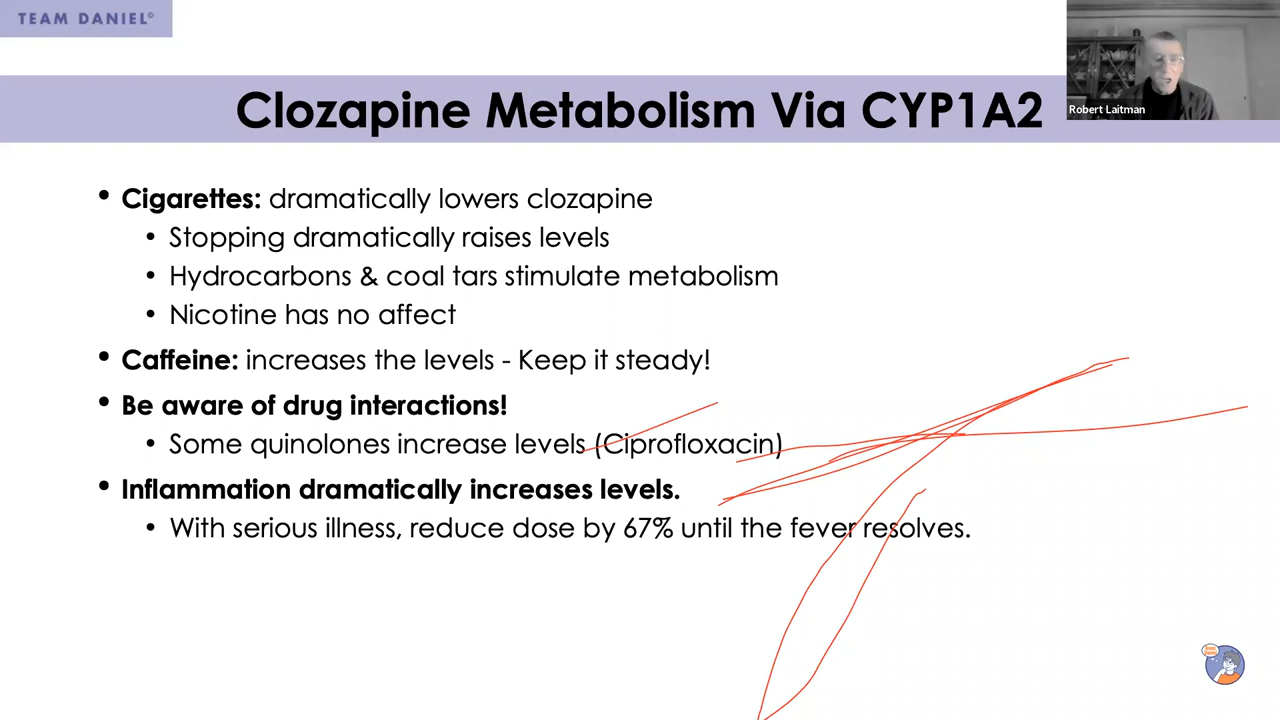 TEAM DANIEL©
Robert Laitman
Clozapine Metabolism Via CYP1A2
• Cigarettes: dramatically lowers clozapine
• Stopping dramatically raises levels
• Hydrocarbons & coal tars stimulate metabolism
• Nicotine has no affect
• Caffeine: increases the levels - Keep it steady!
• Be aware of drug interactions!
• Some quinolones increase levels (Ciprofloxacin)
• Inflammation dramatically increases levels.
• With serious illness, reduce dose by 67% until the fever resolves.